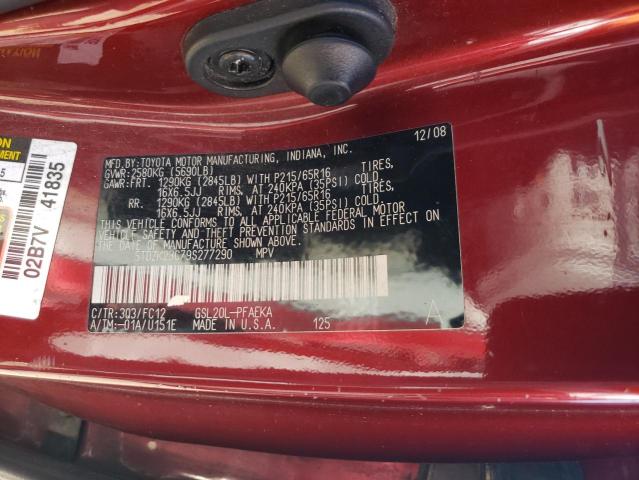 MFD.BY:TOYOTA MOTOR MANUFACTURING, INDIANA, INC. 12/08
GVWR:2580KG (5690LB)
GAWR:FRT. 1290KG (2845LB) WITH P215/65R16 TIRES,
16X6.5JJ RIMS, AT 240KPA (35PSI) COLD.
RR. 1290KG (2845LB) WITH P215/65R16 TIRES,
16X6.5JJ RIMS, AT 240KPA (35PSI) COLD.
THIS VEHICLE CONFORMS TO ALL APPLICABLE FEDERAL MOTOR
VEHICLE SAFETY AND THEFT PREVENTION STANDARDS IN EFFECT ON
THE DATE OF MANUFACTURE SHOWN ABOVE.
MPV
C/TR:3Q3/FC12 GSL20L-PFAEKA
A/TM:-01A/U151E MADE IN U.S.A. 125 A
02B7V 41835